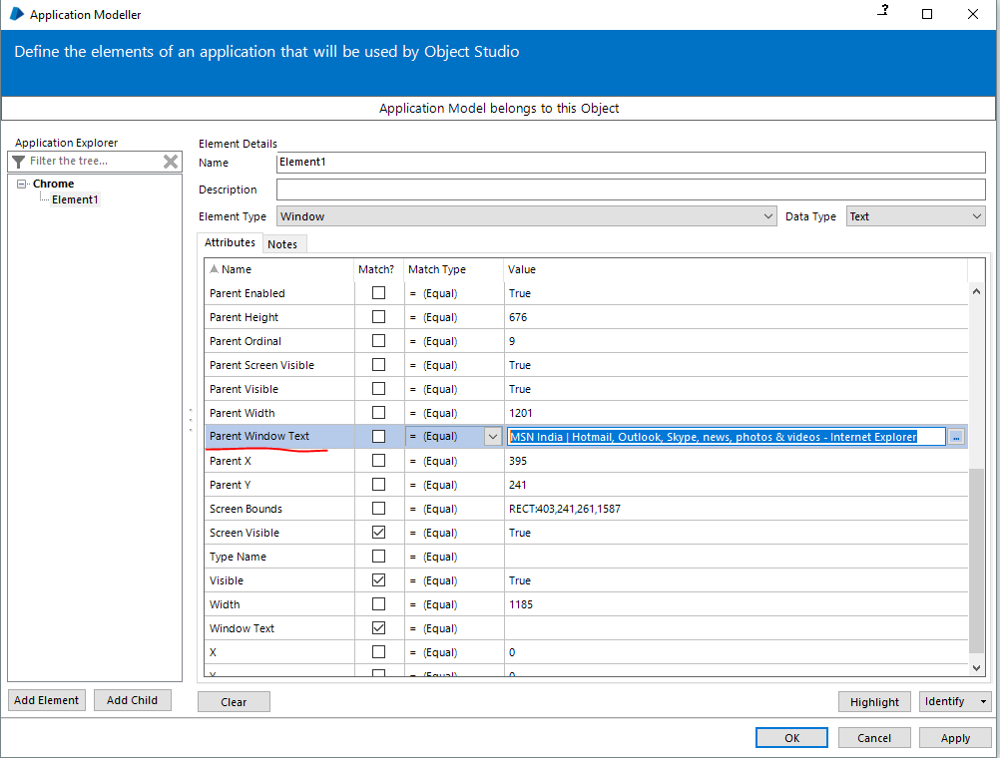 Application Modeller
Define the elements of an application that will be used by Object Studio
Application Model belongs to this Object
Application Explorer
Filter the tree...
Chrome
Element1
Element Details
Name Element1
Description
Element Type Window Data Type Text
Attributes Notes
Name Match? Match Type Value
Parent Enabled = (Equal) True
Parent Height = (Equal) 676
Parent Ordinal = (Equal) 9
Parent Screen Visible = (Equal) True
Parent Visible = (Equal) True
Parent Width = (Equal) 1201
Parent Window Text = (Equal) MSN India | Hotmail, Outlook, Skype, news, photos & videos - Internet Explorer ...
Parent X = (Equal) 395
Parent Y = (Equal) 241
Screen Bounds = (Equal) RECT:403,241,261,1587
Screen Visible = (Equal) True
Type Name = (Equal)
Visible = (Equal) True
Width = (Equal) 1185
Window Text = (Equal)
X = (Equal) 0
Y = (Equal) 0
Add Element Add Child Clear Highlight Identify
OK Cancel Apply